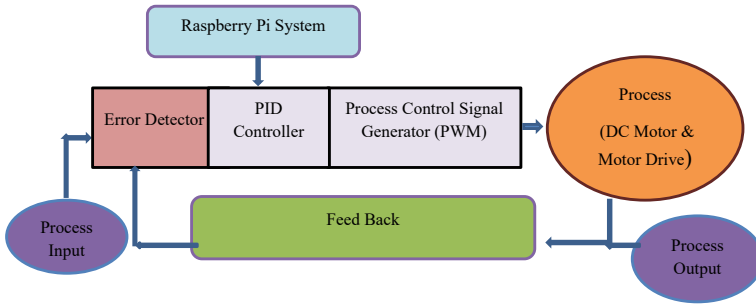 Raspberry Pi System
Error Detector
PID
Controller
Process Control Signal
Generator (PWM)
Process
(DC Motor &
Motor Drive)
Process
Input
Feed Back
Process
Output